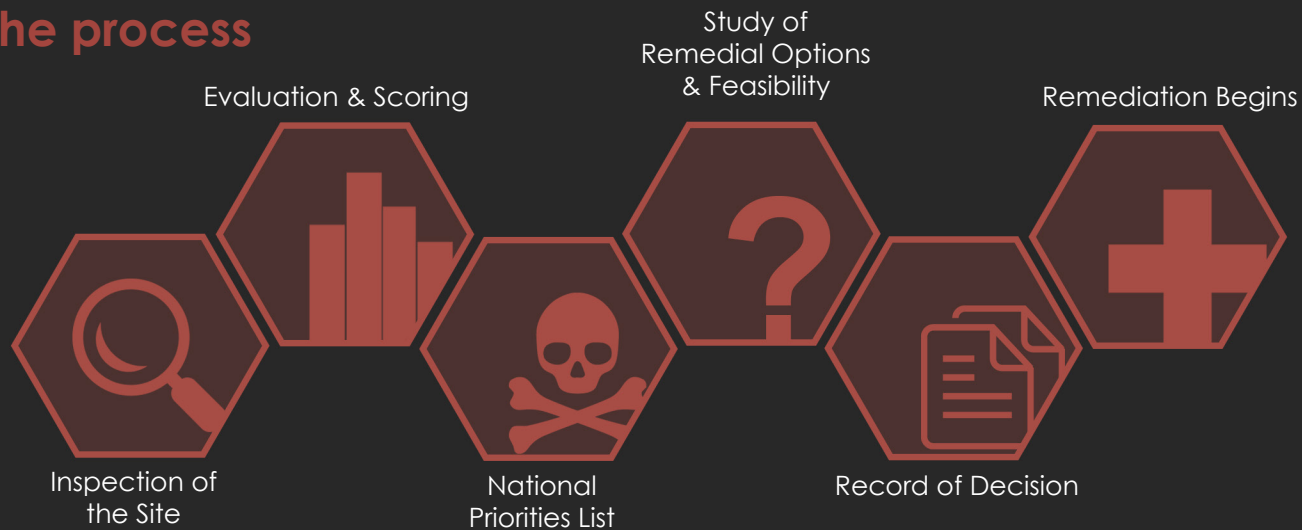 he process
Inspection of
the Site
Evaluation & Scoring
National
Priorities List
Study of
Remedial Options
& Feasibility
Record of Decision
Remediation Begins